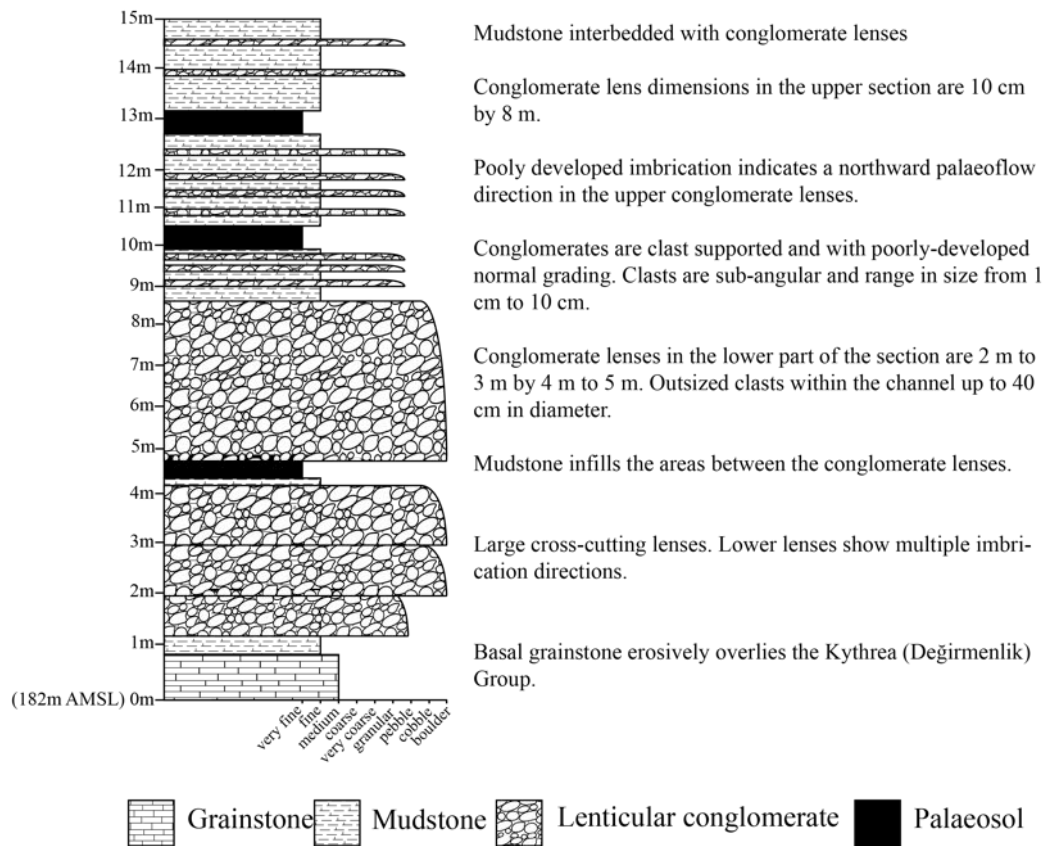 15m
Mudstone interbedded with conglomerate lenses
14m
Conglomerate lens dimensions in the upper section are 10 cm
by 8 m.
13m
12m
Pooly developed imbrication indicates a northward palaeoflow
direction in the upper conglomerate lenses.
11m
10m
Conglomerates are clast supported and with poorly-developed
normal grading. Clasts are sub-angular and range in size from 1
cm to 10 cm.
9m
8m
Conglomerate lenses in the lower part of the section are 2 m to
3 m by 4 m to 5 m. Outsized clasts within the channel up to 40
cm in diameter.
7m
6m
5m
Mudstone infills the areas between the conglomerate lenses.
4m
3m
Large cross-cutting lenses. Lower lenses show multiple imbri-
cation directions.
2m
1m
Basal grainstone erosively overlies the Kythrea (Değirmenlik)
Group.
(182m AMSL) 0m
very fine
fine
medium
coarse
very coarse
granular
pebble
cobble
boulder
Grainstone
Mudstone
Lenticular conglomerate
Palaeosol